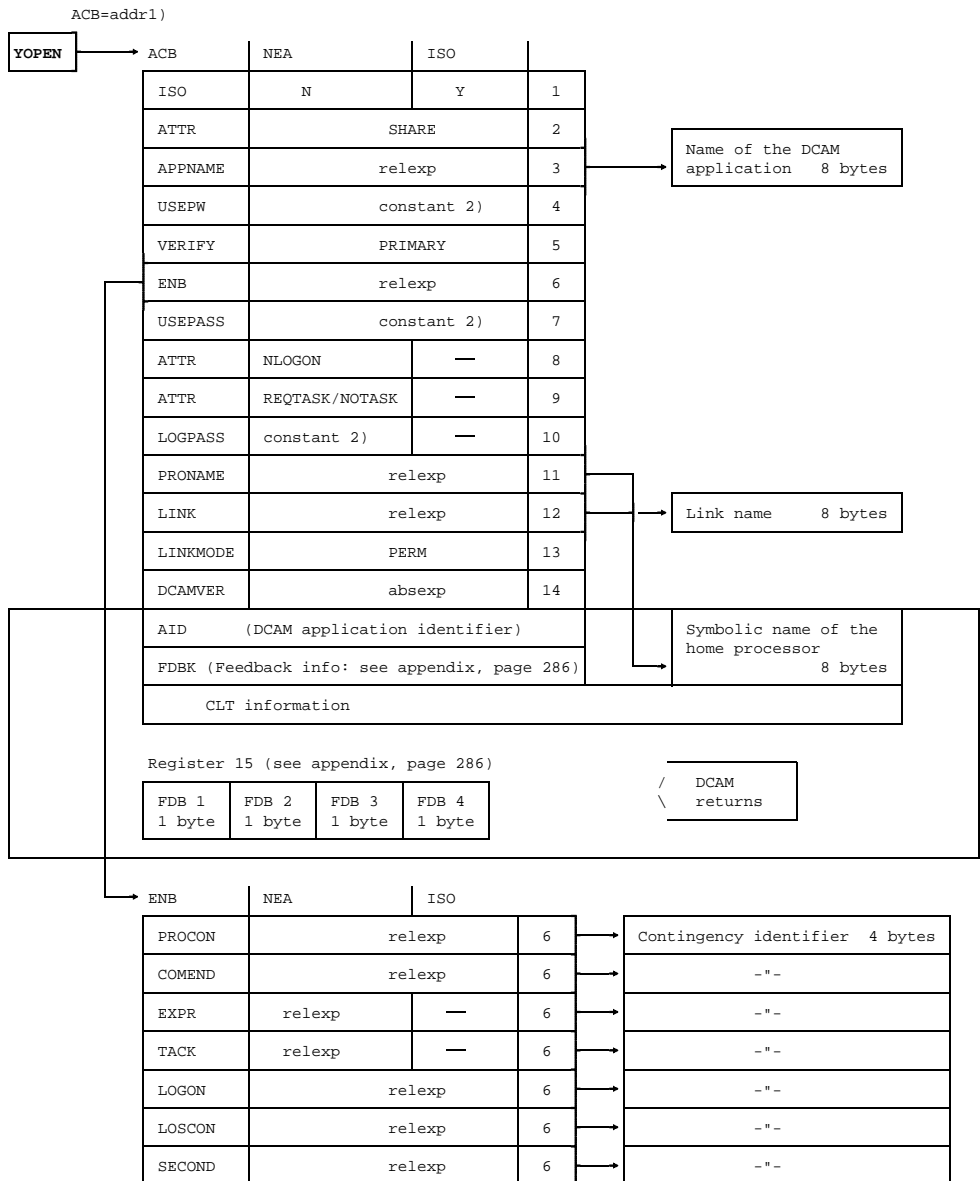 ACB=addr1)
YOPEN ACB NEA ISO
ISO N Y 1
ATTR SHARE 2
Name of the DCAM
APPNAME relexp 3 application 8 bytes
USEPW constant 2) 4
VERIFY PRIMARY 5
ENB relexp 6
USEPASS constant 2) 7
ATTR NLOGON — 8
ATTR REQTASK/NOTASK — 9
LOGPASS constant 2) — 10
PRONAME relexp 11
LINK relexp 12 Link name 8 bytes
LINKMODE PERM 13
DCAMVER absexp 14
AID (DCAM application identifier) Symbolic name of the
home processor
FDBK (Feedback info: see appendix, page 286) 8 bytes
CLT information
Register 15 (see appendix, page 286)
FDB 1 FDB 2 FDB 3 FDB 4
1 byte 1 byte 1 byte 1 byte
/ DCAM
\ returns
ENB NEA ISO
PROCON relexp 6 Contingency identifier 4 bytes
COMEND relexp 6 -"-
EXPR relexp — 6 -"-
TACK relexp — 6 -"-
LOGON relexp 6 -"-
LOSCON relexp 6 -"-
SECOND relexp 6 -"-